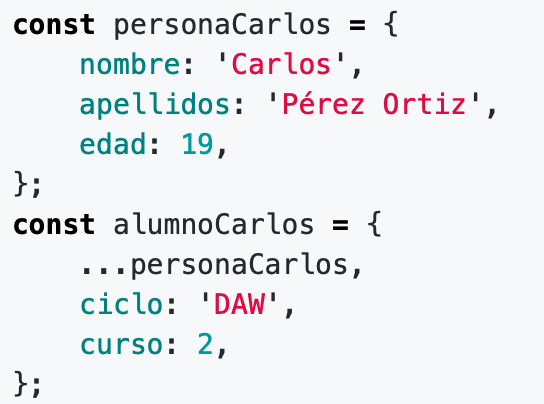 const personaCarlos = {
    nombre: 'Carlos',
    apellidos: 'Pérez Ortiz',
    edad: 19,
};
const alumnoCarlos = {
    ...personaCarlos,
    ciclo: 'DAW',
    curso: 2,
};